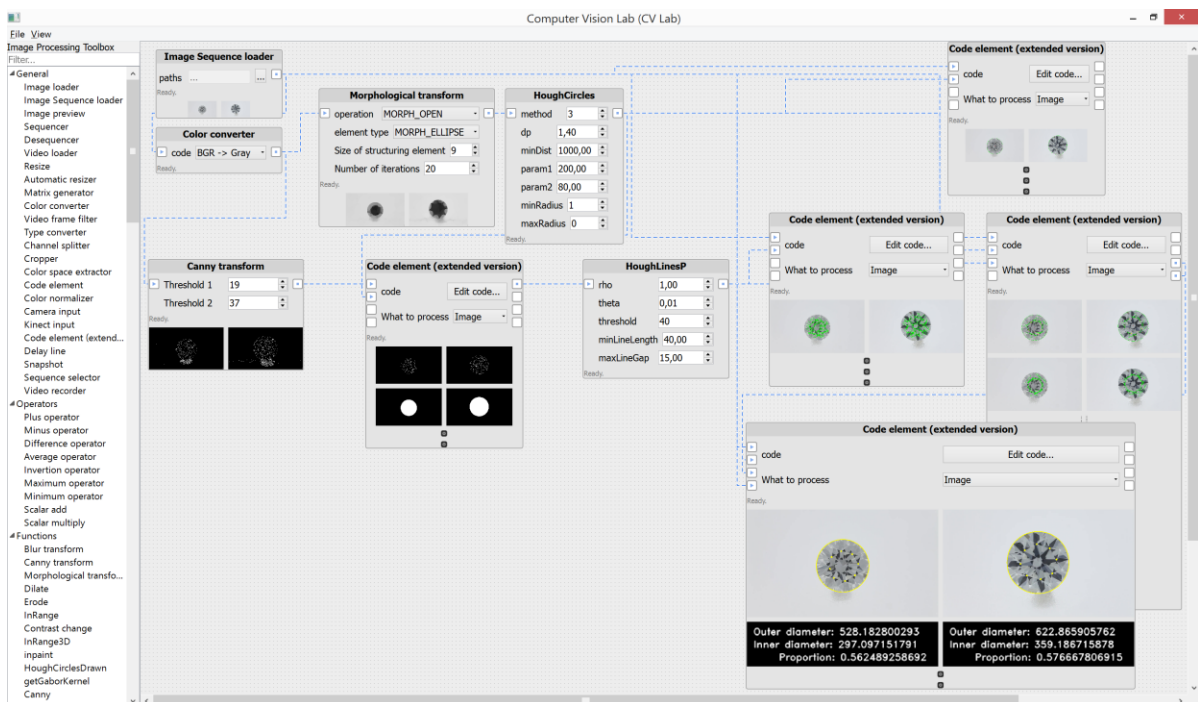 Computer Vision Lab (CV Lab)
File View
Image Processing Toolbox
Filter...
General
Image loader
Image Sequence loader
Image preview
Sequencer
Desequencer
Video loader
Resize
Automatic resizer
Matrix generator
Color converter
Video frame filter
Type converter
Channel splitter
Cropper
Color space extractor
Code element
Color normalizer
Camera input
Kinect input
Code element (extend...
Delay line
Snapshot
Sequence selector
Video recorder
Operators
Plus operator
Minus operator
Difference operator
Average operator
Invertion operator
Maximum operator
Minimum operator
Scalar add
Scalar multiply
Functions
Blur transform
Canny transform
Morphological transfo...
Dilate
Erode
InRange
Contrast change
InRange3D
inpaint
HoughCirclesDrawn
getGaborKernel
Canny
Image Sequence loader
paths ... ...
Ready.
Color converter
code BGR -> Gray
Ready.
Morphological transform
operation MORPH_OPEN
element type MORPH_ELLIPSE
Size of structuring element 9
Number of iterations 20
Ready.
HoughCircles
method 3
dp 1,40
minDist 1000,00
param1 200,00
param2 80,00
minRadius 1
maxRadius 0
Ready.
Code element (extended version)
code Edit code...
What to process Image
Ready.
Canny transform
Threshold 1 19
Threshold 2 37
Ready.
Code element (extended version)
code Edit code...
What to process Image
Ready.
HoughLinesP
rho 1,00
theta 0,01
threshold 40
minLineLength 40,00
maxLineGap 15,00
Ready.
Code element (extended version)
code Edit code...
What to process Image
Ready.
Code element (extended version)
code Edit code...
What to process Image
Ready.
Code element (extended version)
code Edit code...
What to process Image
Ready.
Outer diameter: 528.182800293
Inner diameter: 297.097151791
Proportion: 0.562489258692
Outer diameter: 622.865905762
Inner diameter: 359.186715878
Proportion: 0.576667806915